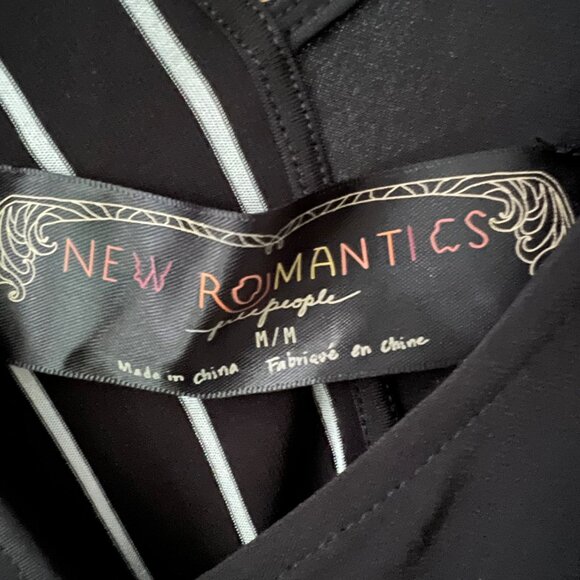 NEW ROMANTICS
free people
M/M
Made in China Fabriqué en Chine